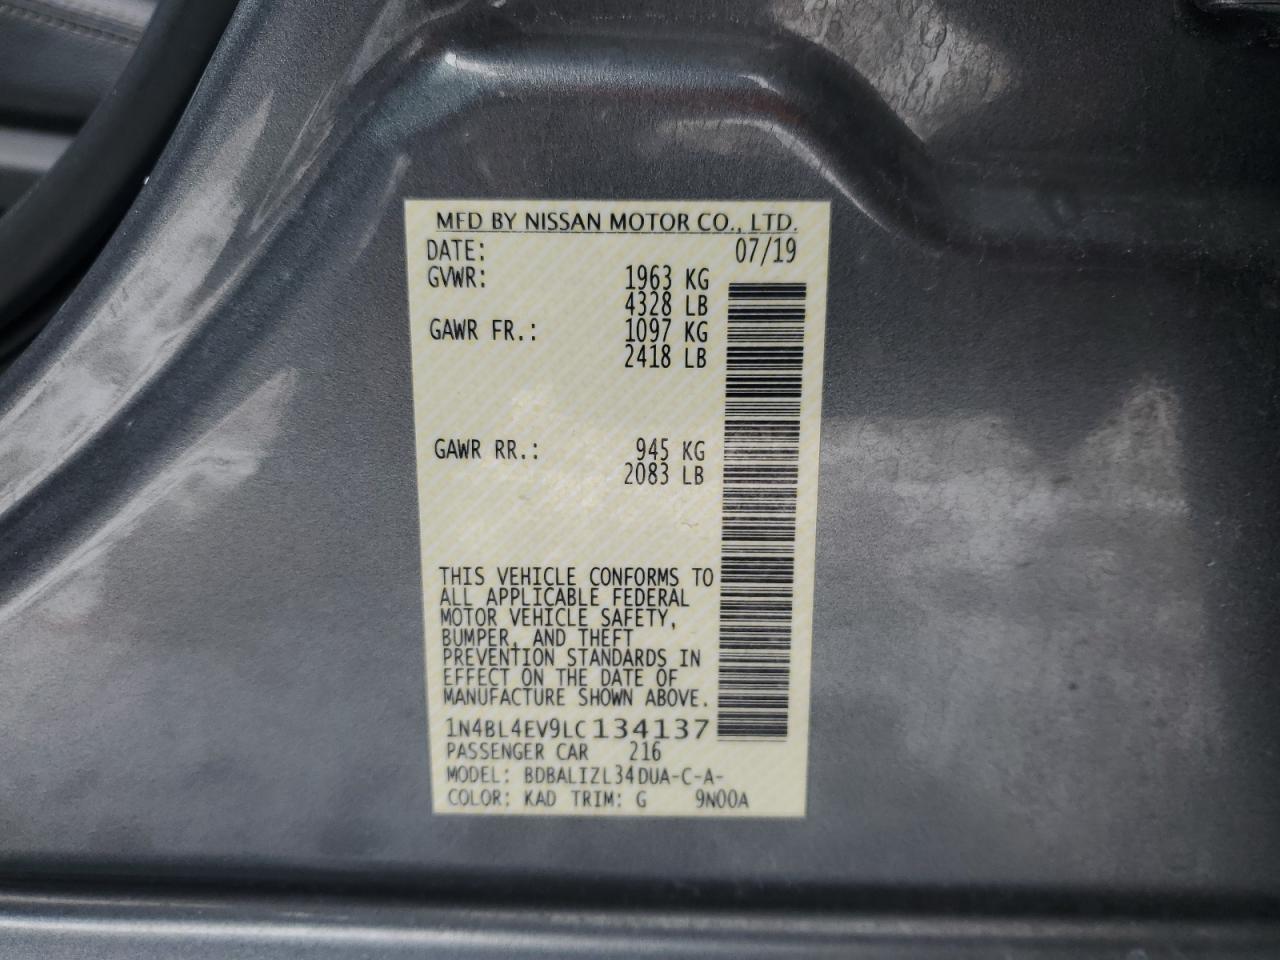 MFD BY NISSAN MOTOR CO., LTD.
DATE: 07/19
GVWR: 1963 KG
4328 LB
GAWR FR.: 1097 KG
2418 LB
GAWR RR.: 945 KG
2083 LB
THIS VEHICLE CONFORMS TO
ALL APPLICABLE FEDERAL
MOTOR VEHICLE SAFETY,
BUMPER, AND THEFT
PREVENTION STANDARDS IN
EFFECT ON THE DATE OF
MANUFACTURE SHOWN ABOVE.
1N4BL4EV9LC134137
PASSENGER CAR 216
MODEL: BDBALIZL34DUA-C-A-
COLOR: KAD TRIM: G 9N00A